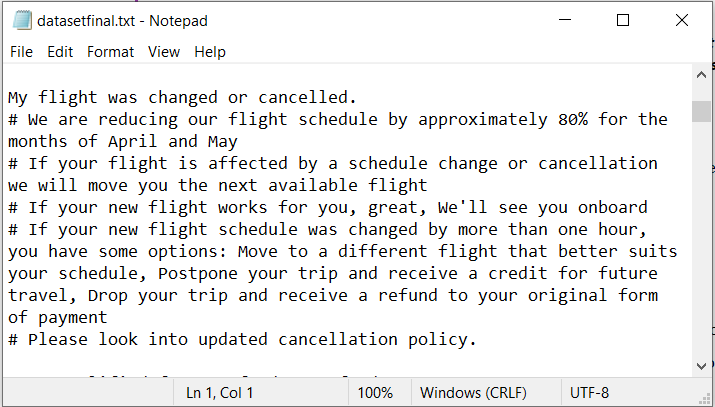 datasetfinal.txt - Notepad
File Edit Format View Help
My flight was changed or cancelled.
# We are reducing our flight schedule by approximately 80% for the
months of April and May
# If your flight is affected by a schedule change or cancellation
we will move you the next available flight
# If your new flight works for you, great, We'll see you onboard
# If your new flight schedule was changed by more than one hour,
you have some options: Move to a different flight that better suits
your schedule, Postpone your trip and receive a credit for future
travel, Drop your trip and receive a refund to your original form
of payment
# Please look into updated cancellation policy.
Ln 1, Col 1 100% Windows (CRLF) UTF-8